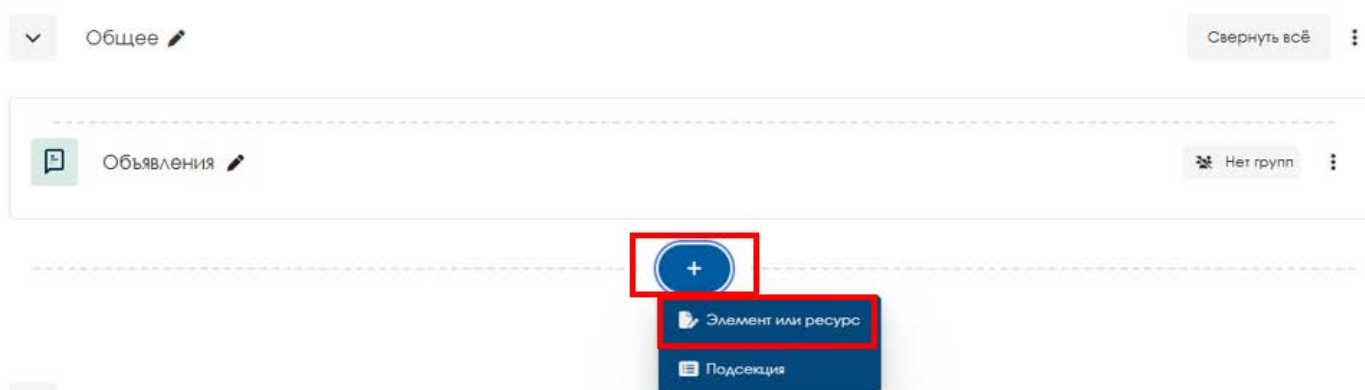 Общее
Свернуть всё
Объявления
Нет групп
+
Элемент или ресурс
Подсекция